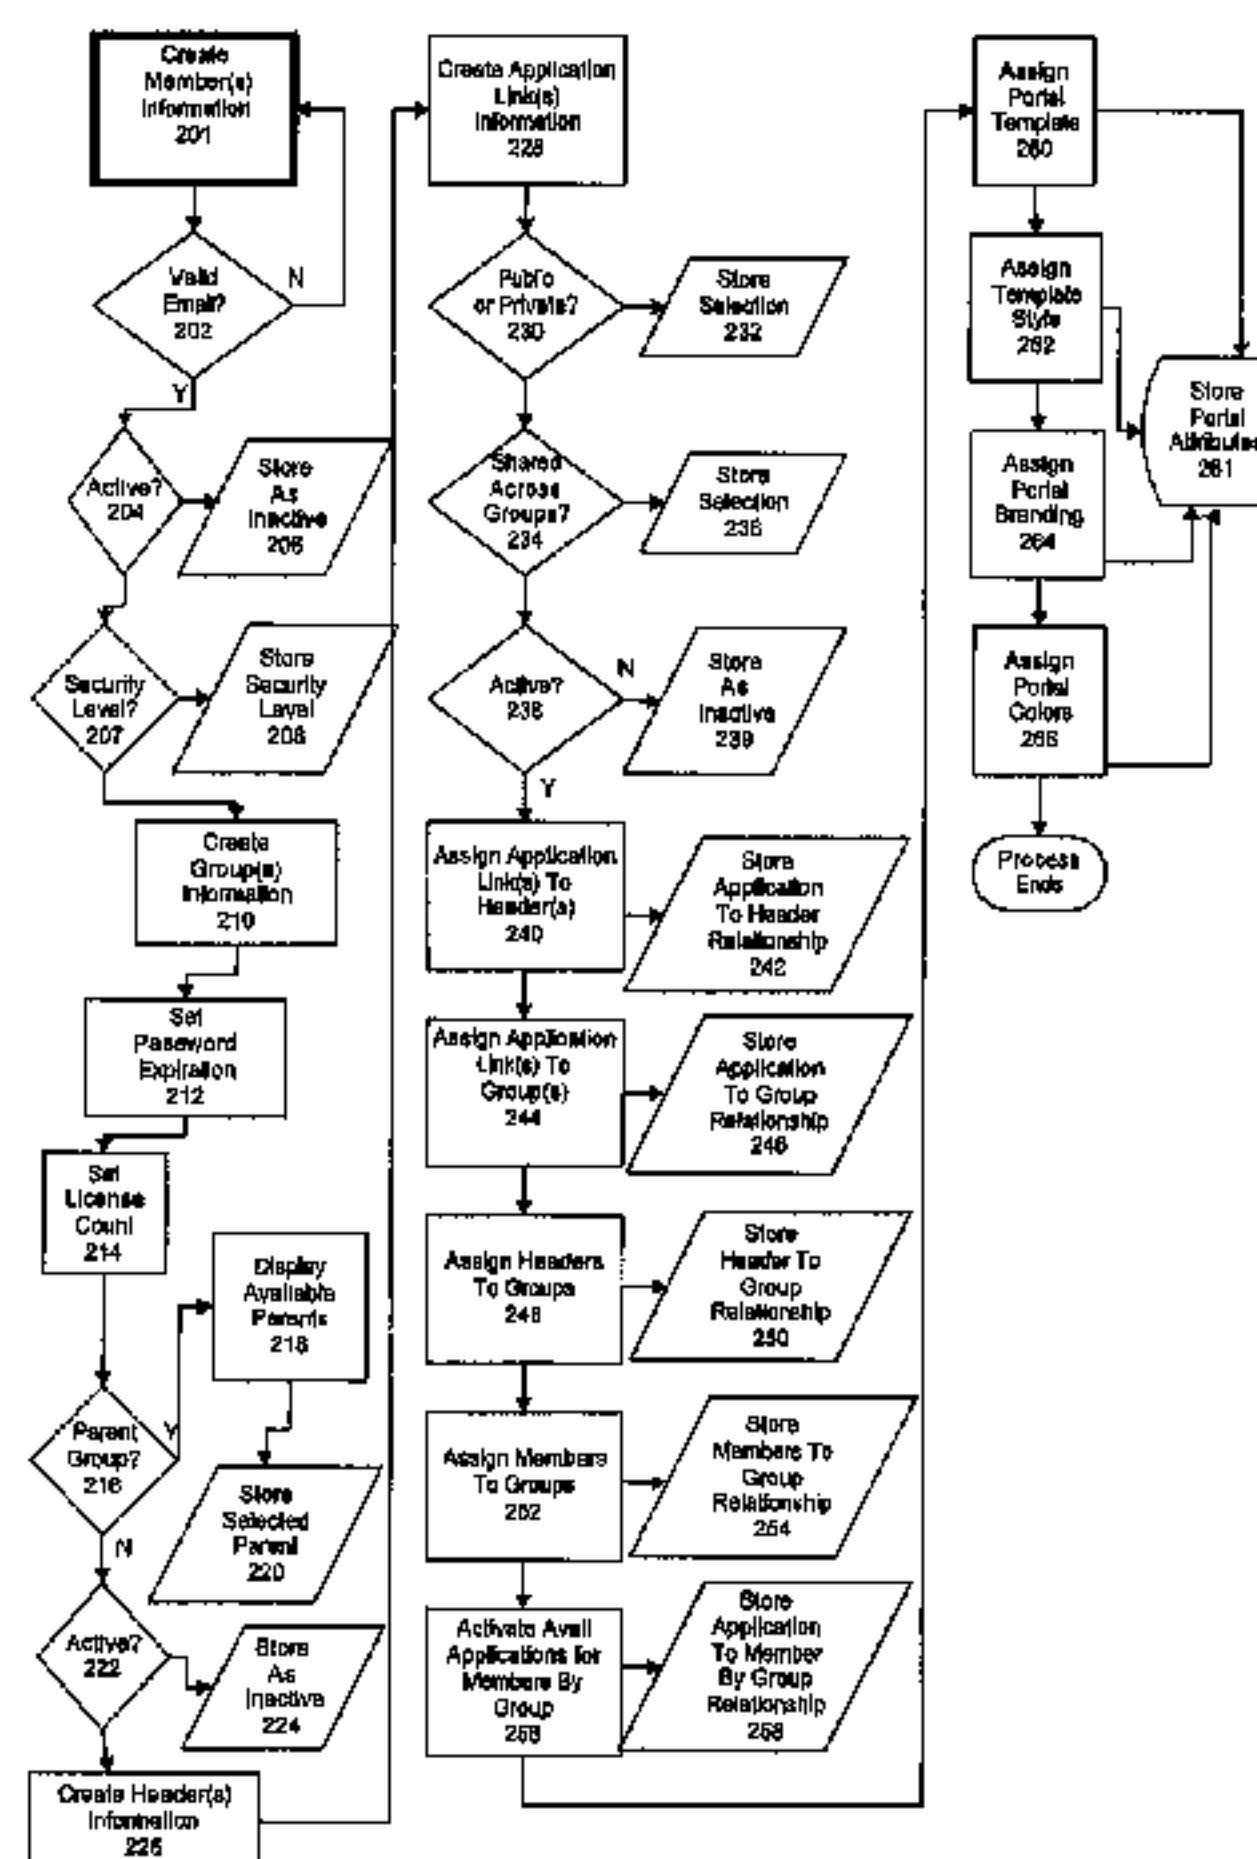 Create
Member(s)
Information
201
Valid
Email?
202
N
Y
Active?
204
Store
As
Inactive
206
Security
Level?
207
Store
Security
Level
208
Create
Group(s)
Information
210
Set
Password
Expiration
212
Set
License
Count
214
Display
Available
Parents
218
Parent
Group?
216
Y
N
Store
Selected
Parent
220
Active?
222
Store
As
Inactive
224
Create Header(s)
Information
226
Create Application
Link(s)
Information
228
Public
or Private?
230
Store
Selection
232
Shared
Across
Groups?
234
Store
Selection
236
Active?
238
N
Y
Store
As
Inactive
239
Assign Application
Link(s) To
Header(s)
240
Store
Application
To Header
Relationship
242
Assign Application
Link(s) To
Group(s)
244
Store
Application
To Group
Relationship
246
Assign Headers
To Groups
248
Store
Header To
Group
Relationship
250
Assign Members
To Groups
252
Store
Members To
Group
Relationship
254
Activate Avail
Applications for
Members By
Group
256
Store
Application
To Member
By Group
Relationship
258
Assign
Portal
Template
260
Assign
Template
Style
262
Store
Portal
Attributes
261
Assign
Portal
Branding
264
Assign
Portal
Colors
266
Process
Ends